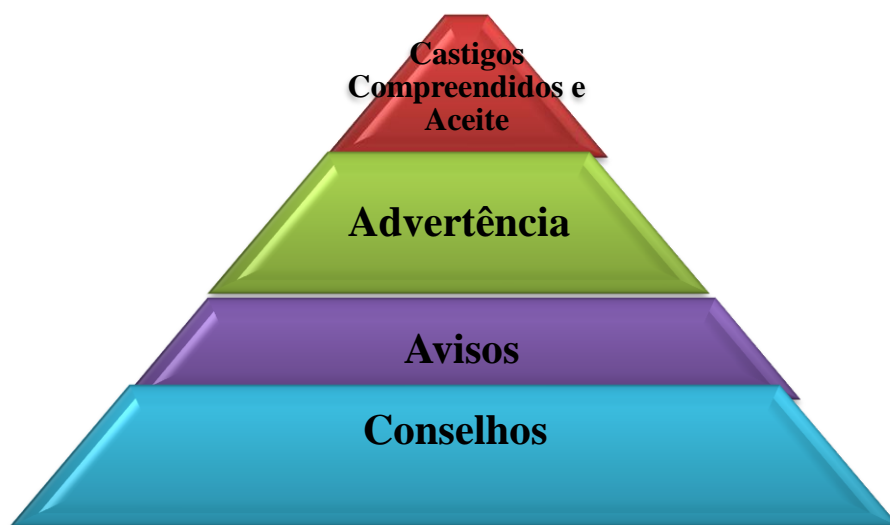 Castigos
Compreendidos e
Aceite
Advertência
Avisos
Conselhos